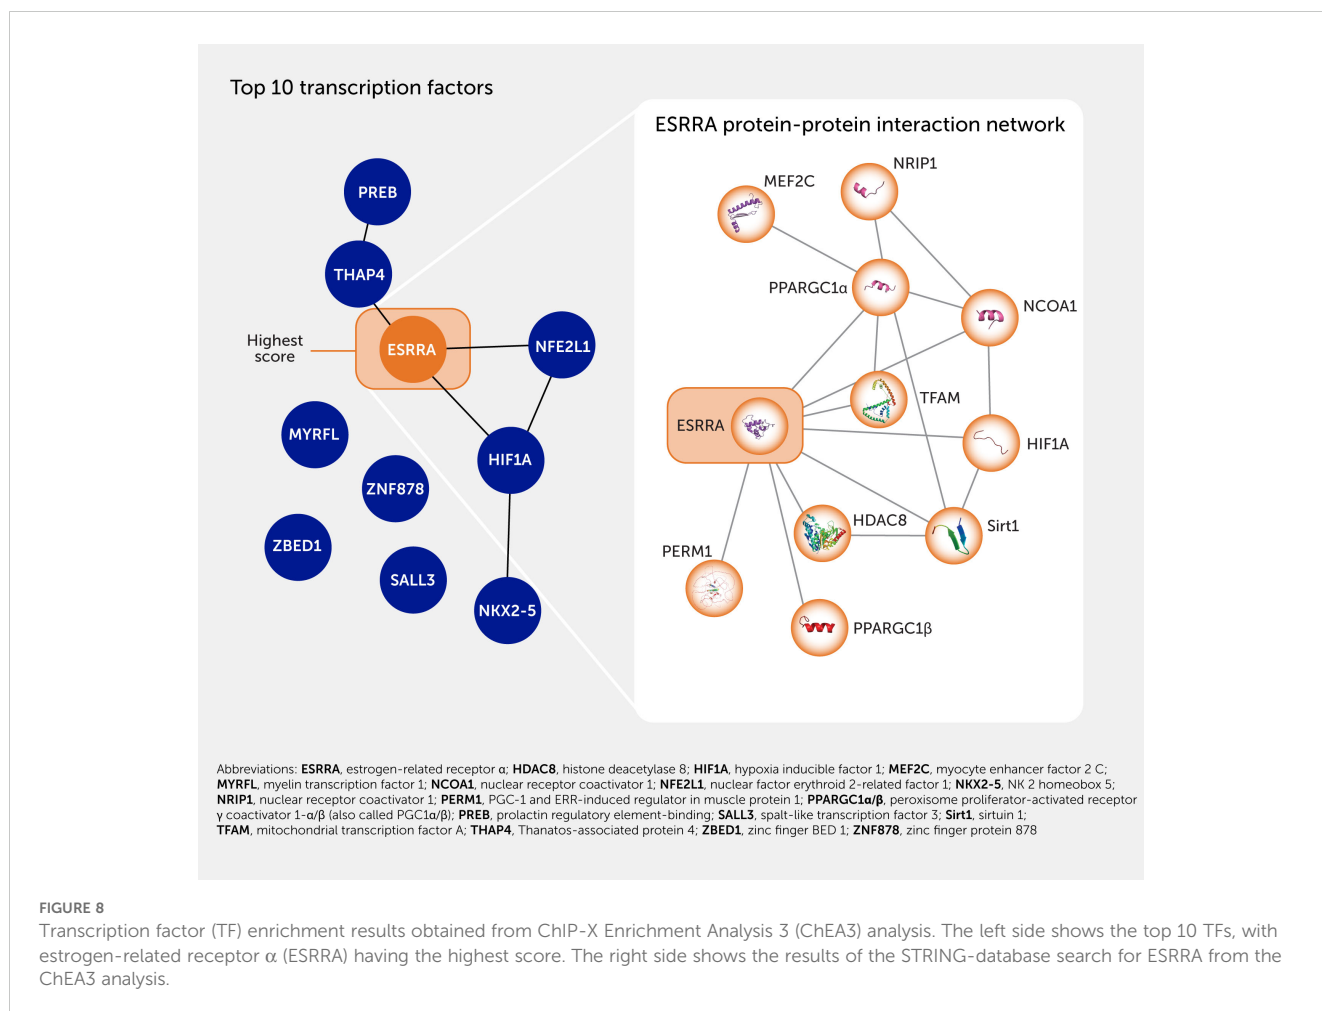 Top 10 transcription factors
PREB
THAP4
Highest
score
ESRRA
NFE2L1
MYRFL
HIF1A
ZNF878
ZBED1
SALL3
NKX2-5
ESRRA protein-protein interaction network
NRIP1
MEF2C
PPARGC1α
NCOA1
TFAM
ESRRA
HIF1A
HDAC8
Sirt1
PERM1
PPARGC1β
Abbreviations: ESRRA, estrogen-related receptor α; HDAC8, histone deacetylase 8; HIF1A, hypoxia inducible factor 1; MEF2C, myocyte enhancer factor 2 C;
MYRFL, myelin transcription factor 1; NCOA1, nuclear receptor coactivator 1; NFE2L1, nuclear factor erythroid 2-related factor 1; NKX2-5, NK 2 homeobox 5;
NRIP1, nuclear receptor coactivator 1; PERM1, PGC-1 and ERR-induced regulator in muscle protein 1; PPARGC1α/β, peroxisome proliferator-activated receptor
γ coactivator 1-α/β (also called PGC1α/β); PREB, prolactin regulatory element-binding; SALL3, spalt-like transcription factor 3; Sirt1, sirtuin 1;
TFAM, mitochondrial transcription factor A; THAP4, Thanatos-associated protein 4; ZBED1, zinc finger BED 1; ZNF878, zinc finger protein 878
FIGURE 8
Transcription factor (TF) enrichment results obtained from ChIP-X Enrichment Analysis 3 (ChEA3) analysis. The left side shows the top 10 TFs, with
estrogen-related receptor α (ESRRA) having the highest score. The right side shows the results of the STRING-database search for ESRRA from the
ChEA3 analysis.